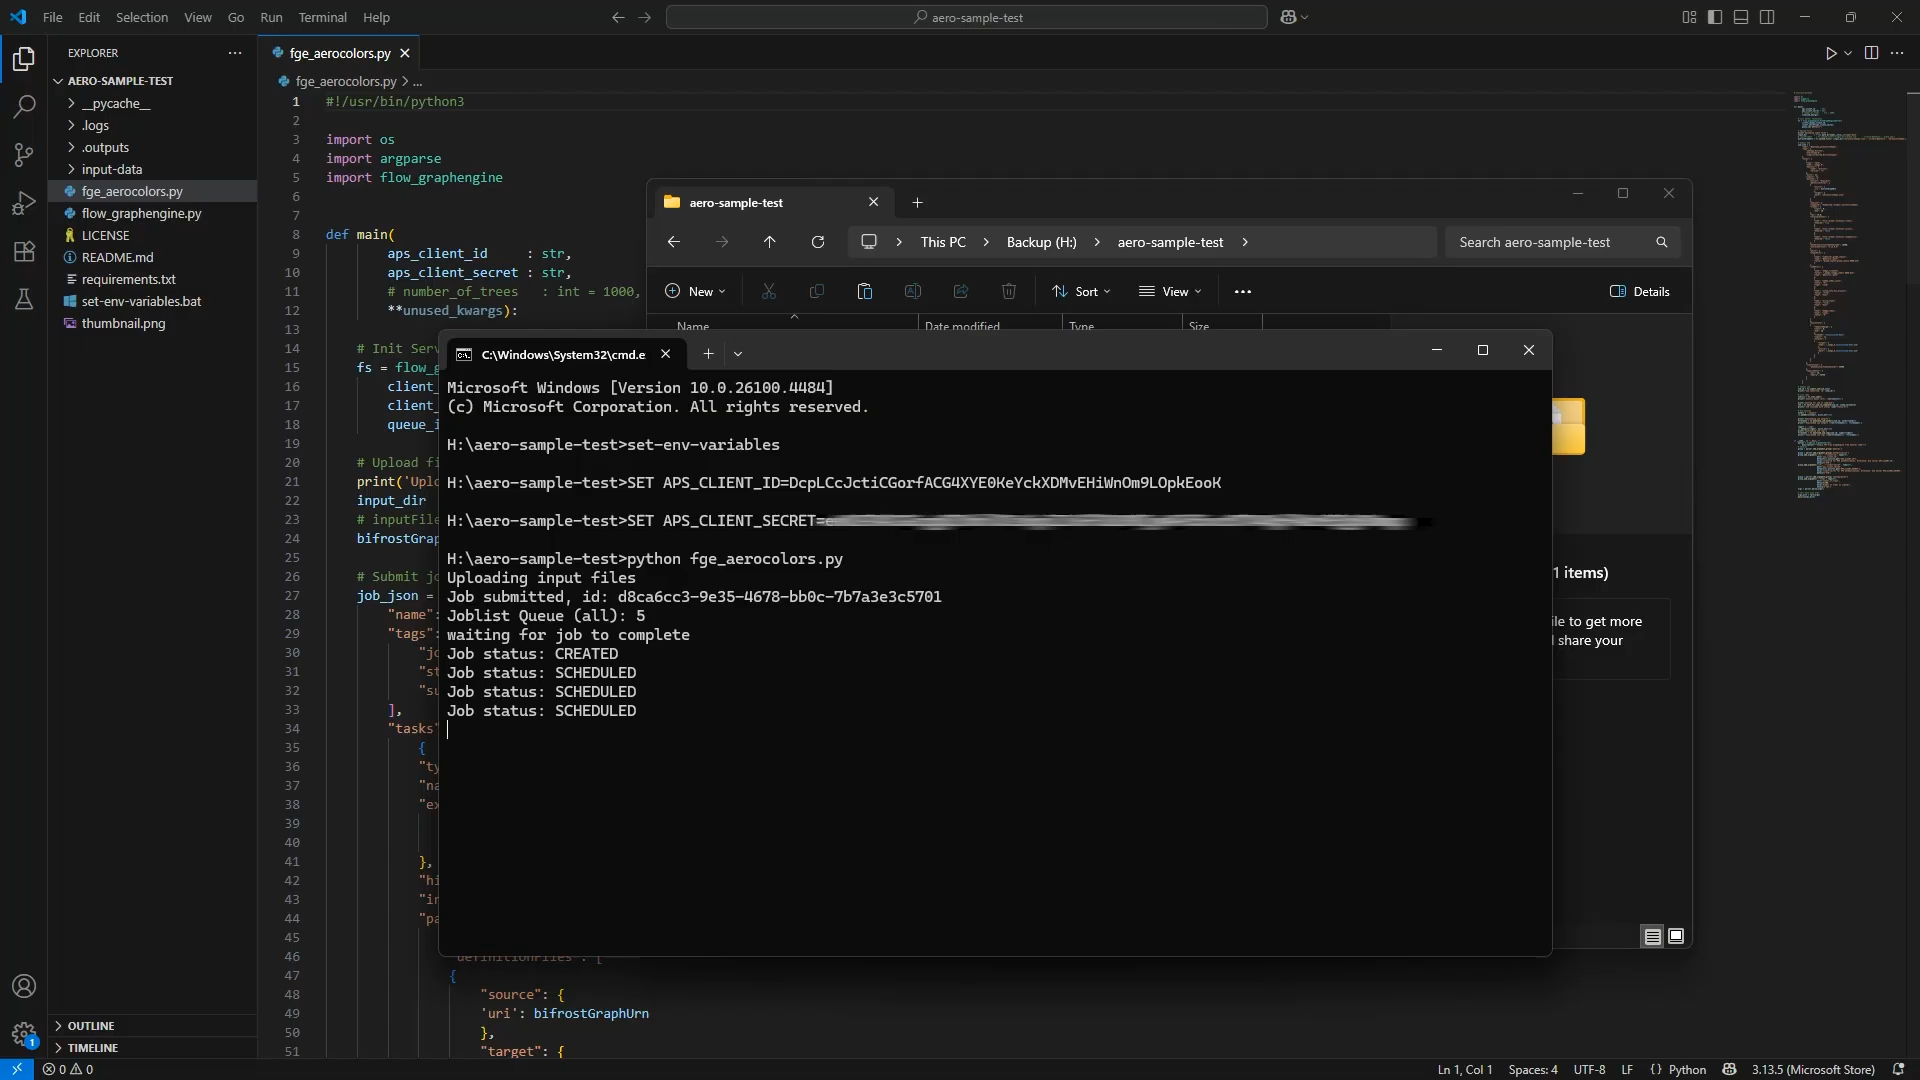 File Edit Selection View Go Run Terminal Help
aero-sample-test
EXPLORER
AERO-SAMPLE-TEST
__pycache__
.logs
.outputs
input-data
fge_aerocolors.py
flow_graphengine.py
LICENSE
README.md
requirements.txt
set-env-variables.bat
thumbnail.png
OUTLINE
TIMELINE
fge_aerocolors.py
fge_aerocolors.py > ...
1 #!/usr/bin/python3
2
3 import os
4 import argparse
5 import flow_graphengine
6
7
8 def main(
9 aps_client_id : str,
10 aps_client_secret : str,
11 # number_of_trees : int = 1000,
12 **unused_kwargs):
13
14 # Init Ser
15 fs = flow_g
16 client_
17 client_
18 queue_i
19
20 # Upload fi
21 print('Uplo
22 input_dir
23 # inputFile
24 bifrostGrap
25
26 # Submit jo
27 job_json =
28 "name":
29 "tags":
30 "jo
31 "st
32 "su
33 ],
34 "tasks"
35 {
36 "ty
37 "na
38 "ex
39
40
41 },
42 "hi
43 "in
44 "pa
45
46 "definitionFiles": [
47 {
48 "source": {
49 'uri': bifrostGraphUrn
50 },
51 "target": {
aero-sample-test
This PC > Backup (H:) > aero-sample-test >
Search aero-sample-test
New
Sort
View
Details
Name Date modified Type Size
1 items)
ile to get more
share your
C:\Windows\System32\cmd.e
Microsoft Windows [Version 10.0.26100.4484]
(c) Microsoft Corporation. All rights reserved.
H:\aero-sample-test>set-env-variables
H:\aero-sample-test>SET APS_CLIENT_ID=DcpLCcJctiCGorfACG4XYE0KeYckXDMvEHiWnOm9LOpkEooK
H:\aero-sample-test>SET APS_CLIENT_SECRET=
H:\aero-sample-test>python fge_aerocolors.py
Uploading input files
Job submitted, id: d8ca6cc3-9e35-4678-bb0c-7b7a3e3c5701
Joblist Queue (all): 5
waiting for job to complete
Job status: CREATED
Job status: SCHEDULED
Job status: SCHEDULED
Job status: SCHEDULED
1
0 0
Ln 1, Col 1 Spaces: 4 UTF-8 LF {} Python 3.13.5 (Microsoft Store)